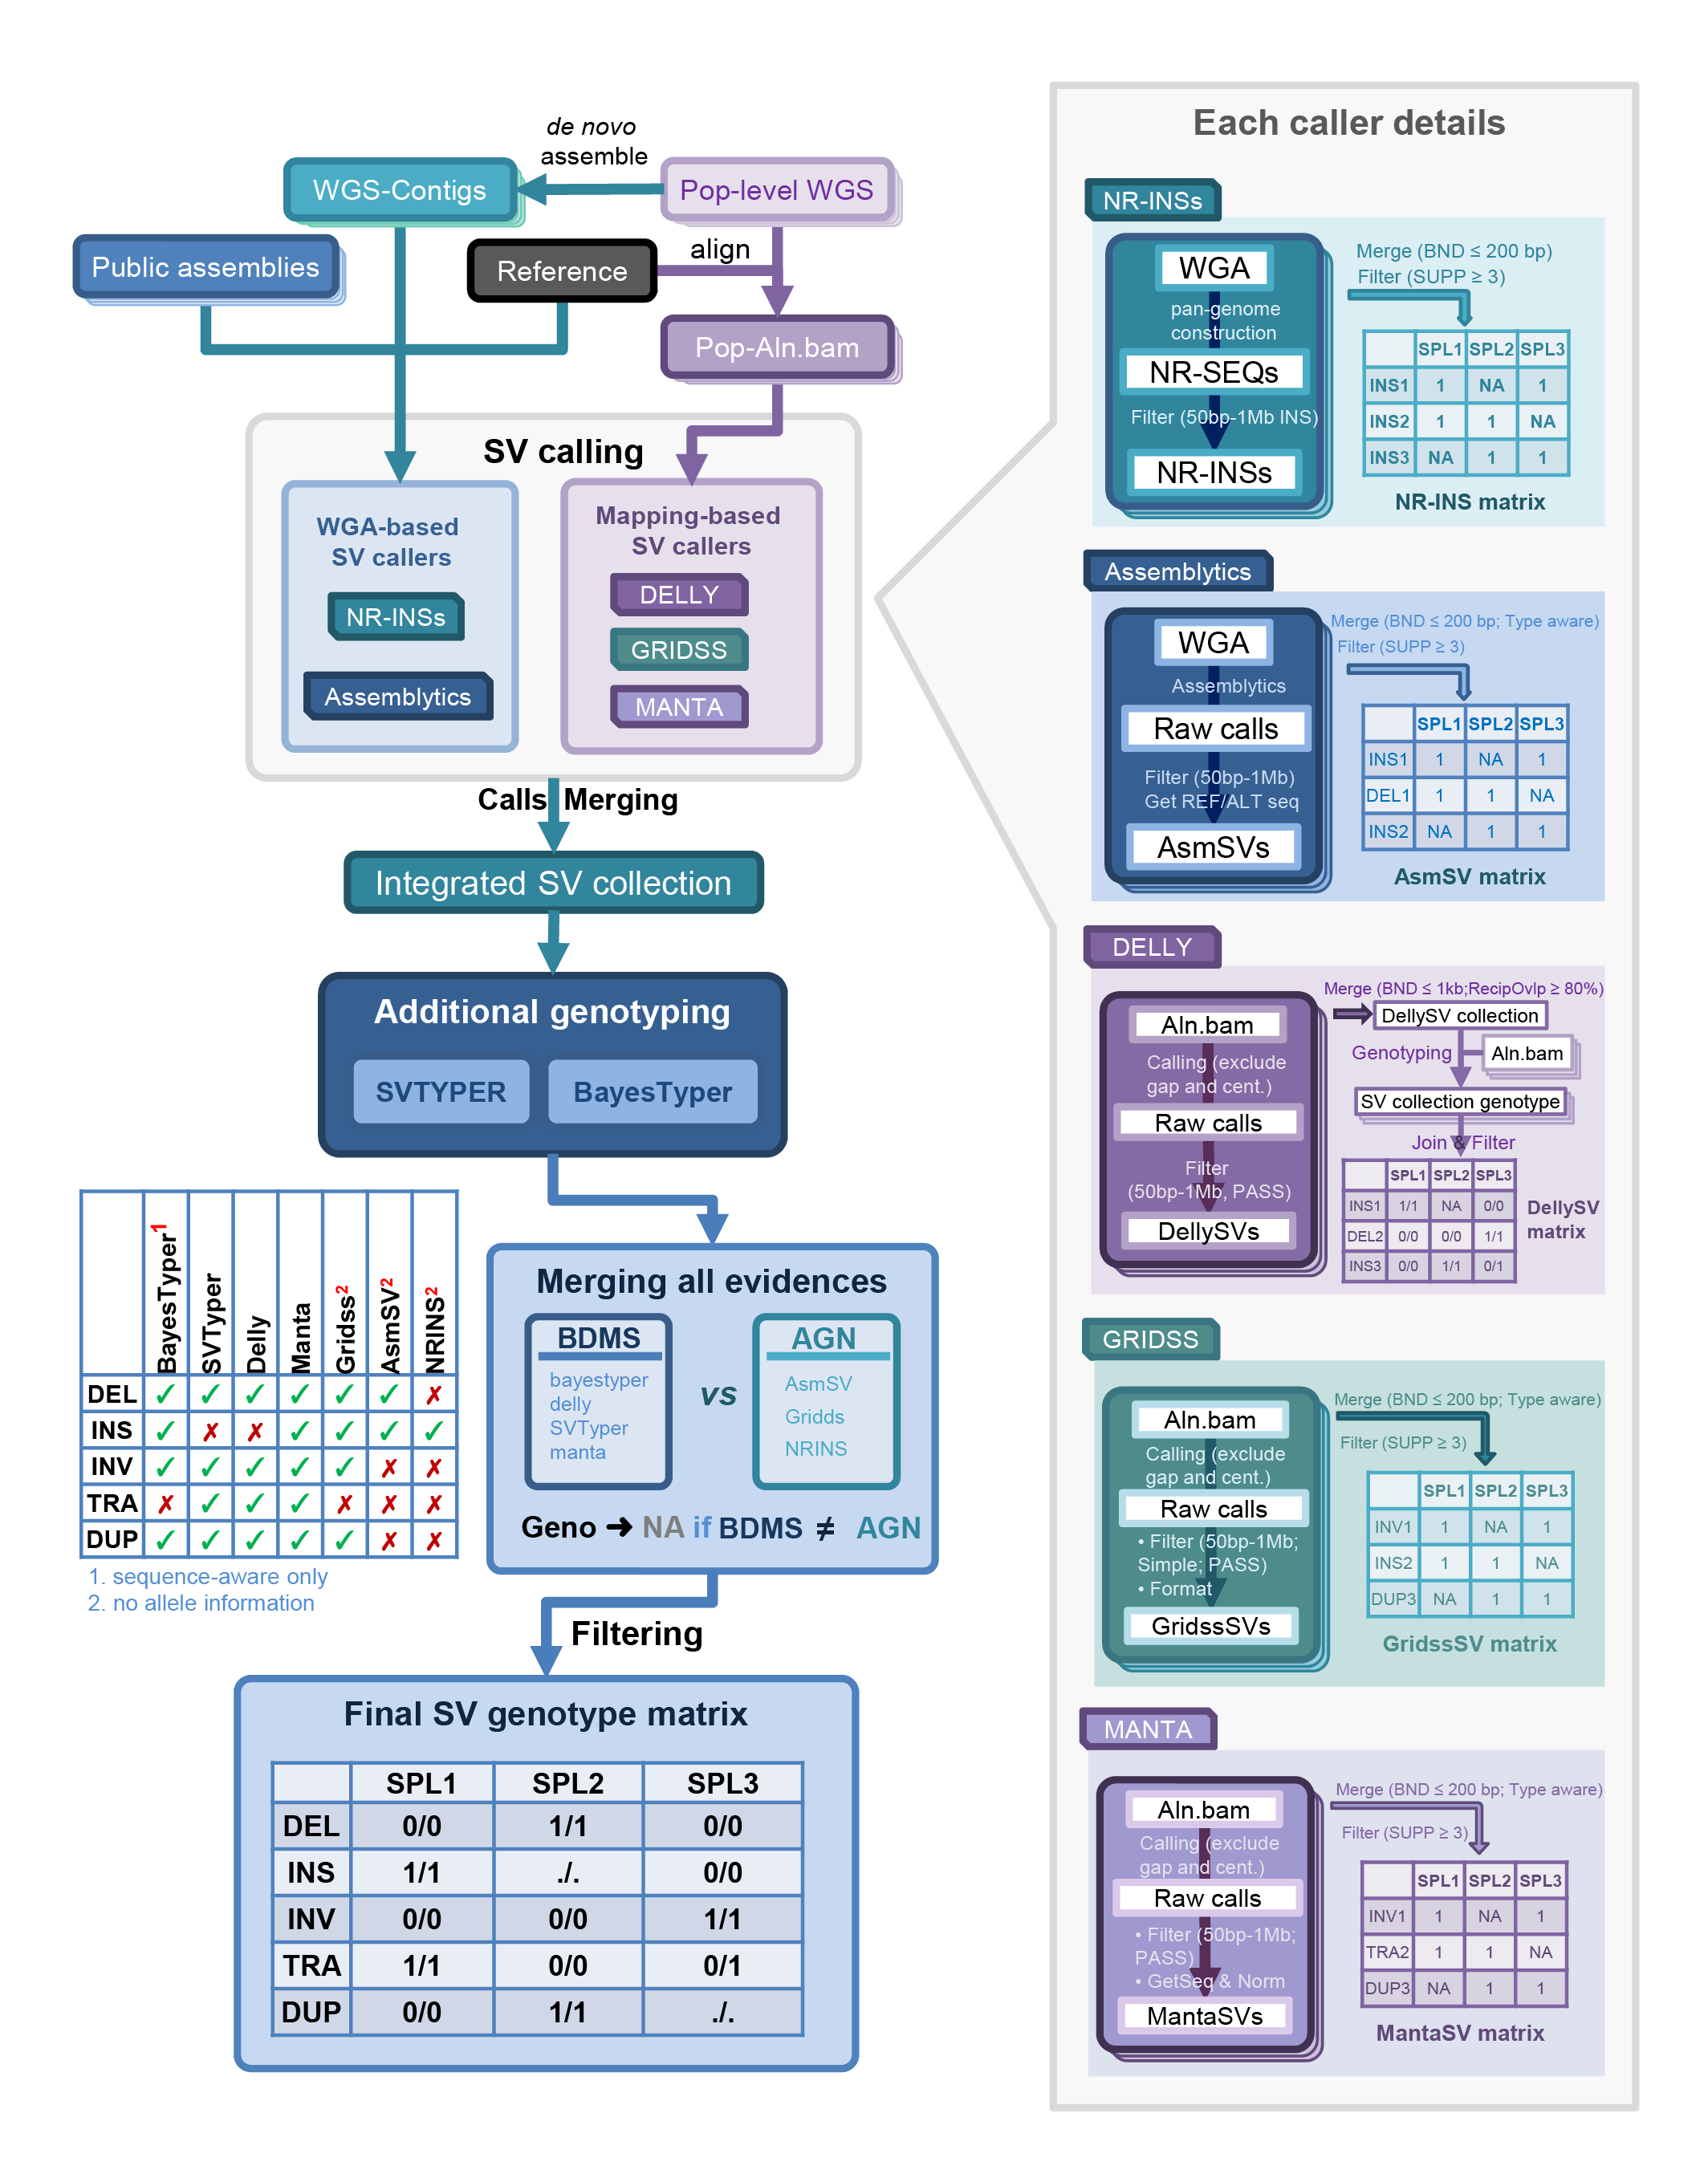 de novo
assemble
WGS-Contigs
Pop-level WGS
Public assemblies
Reference
align
Pop-Aln.bam
SV calling
WGA-based
SV callers
NR-INSs
Assemblytics
Mapping-based
SV callers
DELLY
GRIDSS
MANTA
Calls Merging
Integrated SV collection
Additional genotyping
SVTYPER
BayesTyper
BayesTyper1 SVTyper Delly Manta Gridss2 AsmSV2 NRINS2
DEL ✓ ✓ ✓ ✓ ✓ ✓ ✗
INS ✓ ✗ ✗ ✓ ✓ ✓ ✓
INV ✓ ✓ ✓ ✓ ✓ ✗ ✗
TRA ✗ ✓ ✓ ✓ ✗ ✗ ✗
DUP ✓ ✓ ✓ ✓ ✓ ✗ ✗
1. sequence-aware only
2. no allele information
Merging all evidences
BDMS
bayestyper
delly
SVTyper
manta
vs
AGN
AsmSV
Gridds
NRINS
Geno ➜ NA if BDMS ≠ AGN
Filtering
Final SV genotype matrix
SPL1 SPL2 SPL3
DEL 0/0 1/1 0/0
INS 1/1 ./. 0/0
INV 0/0 0/0 1/1
TRA 1/1 0/0 0/1
DUP 0/0 1/1 ./.
Each caller details
NR-INSs
WGA
pan-genome
construction
NR-SEQs
Filter (50bp-1Mb INS)
NR-INSs
Merge (BND ≤ 200 bp)
Filter (SUPP ≥ 3)
SPL1 SPL2 SPL3
INS1 1 NA 1
INS2 1 1 NA
INS3 NA 1 1
NR-INS matrix
Assemblytics
WGA
Assemblytics
Raw calls
Filter (50bp-1Mb)
Get REF/ALT seq
AsmSVs
Merge (BND ≤ 200 bp; Type aware)
Filter (SUPP ≥ 3)
SPL1 SPL2 SPL3
INS1 1 NA 1
DEL1 1 1 NA
INS2 NA 1 1
AsmSV matrix
DELLY
Aln.bam
Calling (exclude
gap and cent.)
Raw calls
Filter
(50bp-1Mb, PASS)
DellySVs
Merge (BND ≤ 1kb;RecipOvlp ≥ 80%)
DellySV collection
Genotyping
Aln.bam
SV collection genotype
Join & Filter
SPL1 SPL2 SPL3
INS1 1/1 NA 0/0
DEL2 0/0 0/0 1/1
INS3 0/0 1/1 0/1
DellySV
matrix
GRIDSS
Aln.bam
Calling (exclude
gap and cent.)
Raw calls
• Filter (50bp-1Mb;
Simple; PASS)
• Format
GridssSVs
Merge (BND ≤ 200 bp; Type aware)
Filter (SUPP ≥ 3)
SPL1 SPL2 SPL3
INV1 1 NA 1
INS2 1 1 NA
DUP3 NA 1 1
GridssSV matrix
MANTA
Aln.bam
Calling (exclude
gap and cent.)
Raw calls
• Filter (50bp-1Mb;
PASS)
• GetSeq & Norm
MantaSVs
Merge (BND ≤ 200 bp; Type aware)
Filter (SUPP ≥ 3)
SPL1 SPL2 SPL3
INV1 1 NA 1
TRA2 1 1 NA
DUP3 NA 1 1
MantaSV matrix